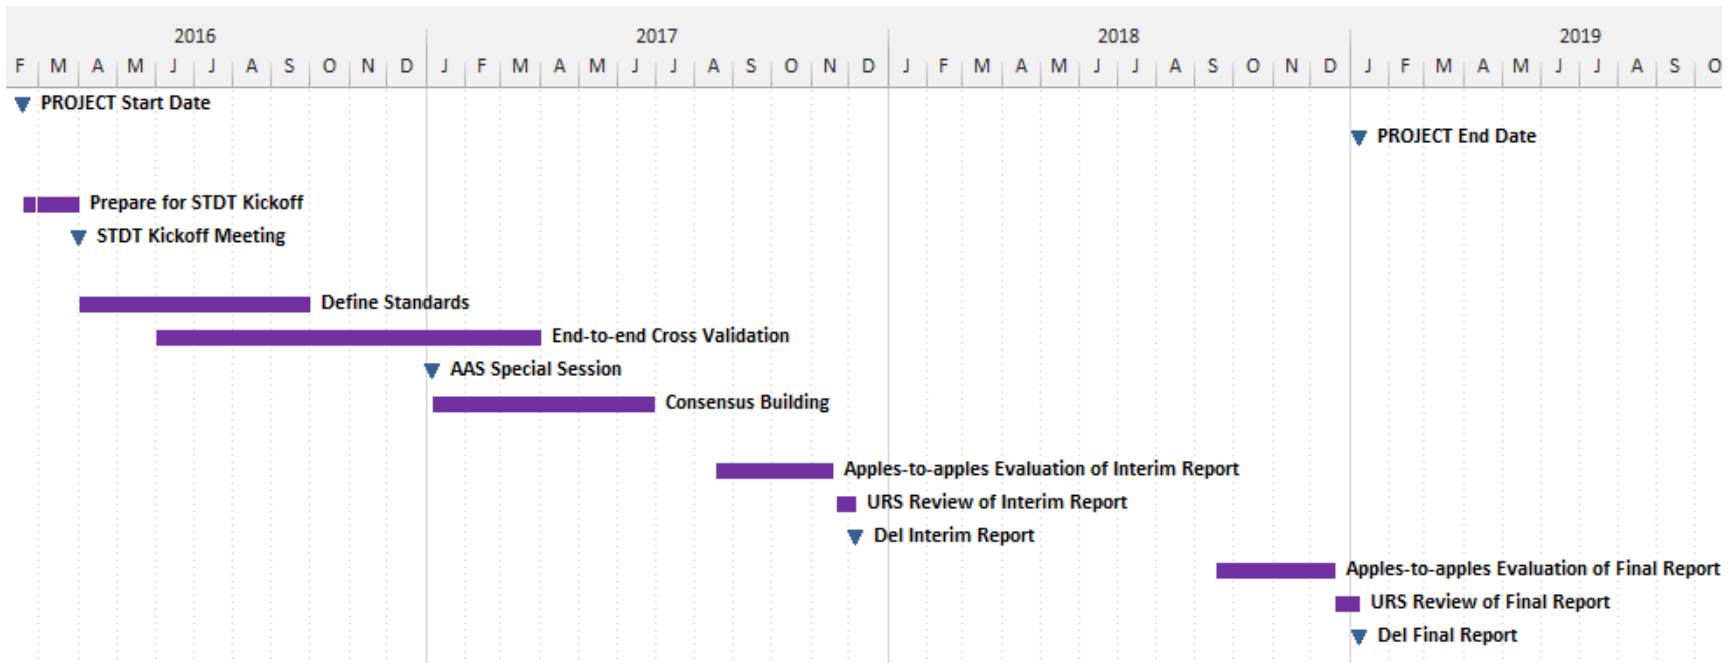 2016 2017 2018 2019
F M A M J J A S O N D J F M A M J J A S O N D J F M A M J J A S O N D J F M A M J J A S O
PROJECT Start Date
PROJECT End Date
Prepare for STDT Kickoff
STDT Kickoff Meeting
Define Standards
End-to-end Cross Validation
AAS Special Session
Consensus Building
Apples-to-apples Evaluation of Interim Report
URS Review of Interim Report
Del Interim Report
Apples-to-apples Evaluation of Final Report
URS Review of Final Report
Del Final Report